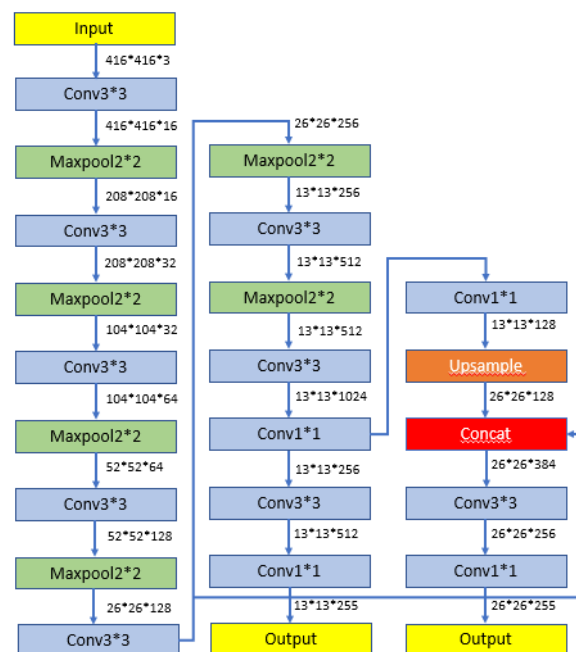 Input
416*416*3
Conv3*3
416*416*16
Maxpool2*2
208*208*16
Conv3*3
208*208*32
Maxpool2*2
104*104*32
Conv3*3
104*104*64
Maxpool2*2
52*52*64
Conv3*3
52*52*128
Maxpool2*2
26*26*128
Conv3*3
26*26*256
Maxpool2*2
13*13*256
Conv3*3
13*13*512
Maxpool2*2
13*13*512
Conv3*3
13*13*1024
Conv1*1
13*13*256
Conv3*3
13*13*512
Conv1*1
13*13*255
Output
Conv1*1
13*13*128
Upsample
26*26*128
Concat
26*26*384
Conv3*3
26*26*256
Conv1*1
26*26*255
Output